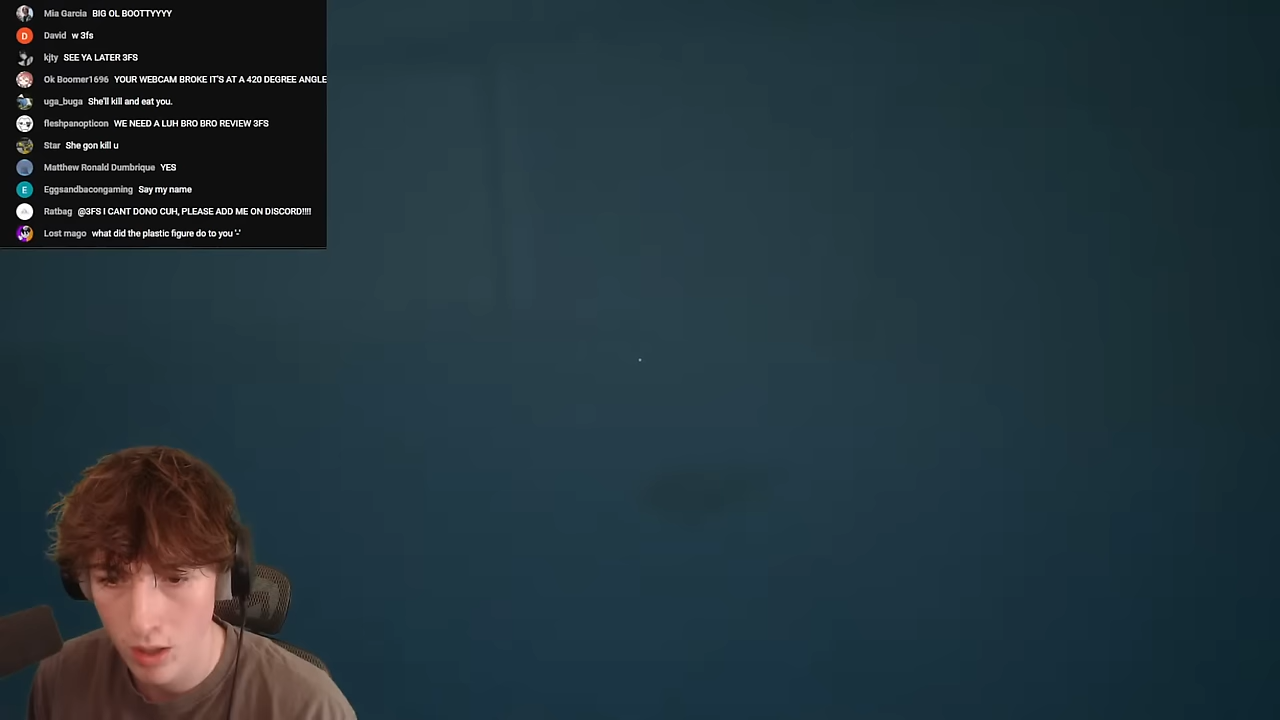 Mia Garcia BIG OL BOOTTYYYY
D David w 3fs
kjty SEE YA LATER 3FS
Ok Boomer1696 YOUR WEBCAM BROKE IT'S AT A 420 DEGREE ANGLE
uga_buga She'll kill and eat you.
fleshpanopticon WE NEED A LUH BRO BRO REVIEW 3FS
Star She gon kill u
Matthew Ronald Dumbrique YES
E Eggsandbacongaming Say my name
Ratbag @3FS I CANT DONO CUH, PLEASE ADD ME ON DISCORD!!!!
Lost mago what did the plastic figure do to you '-'